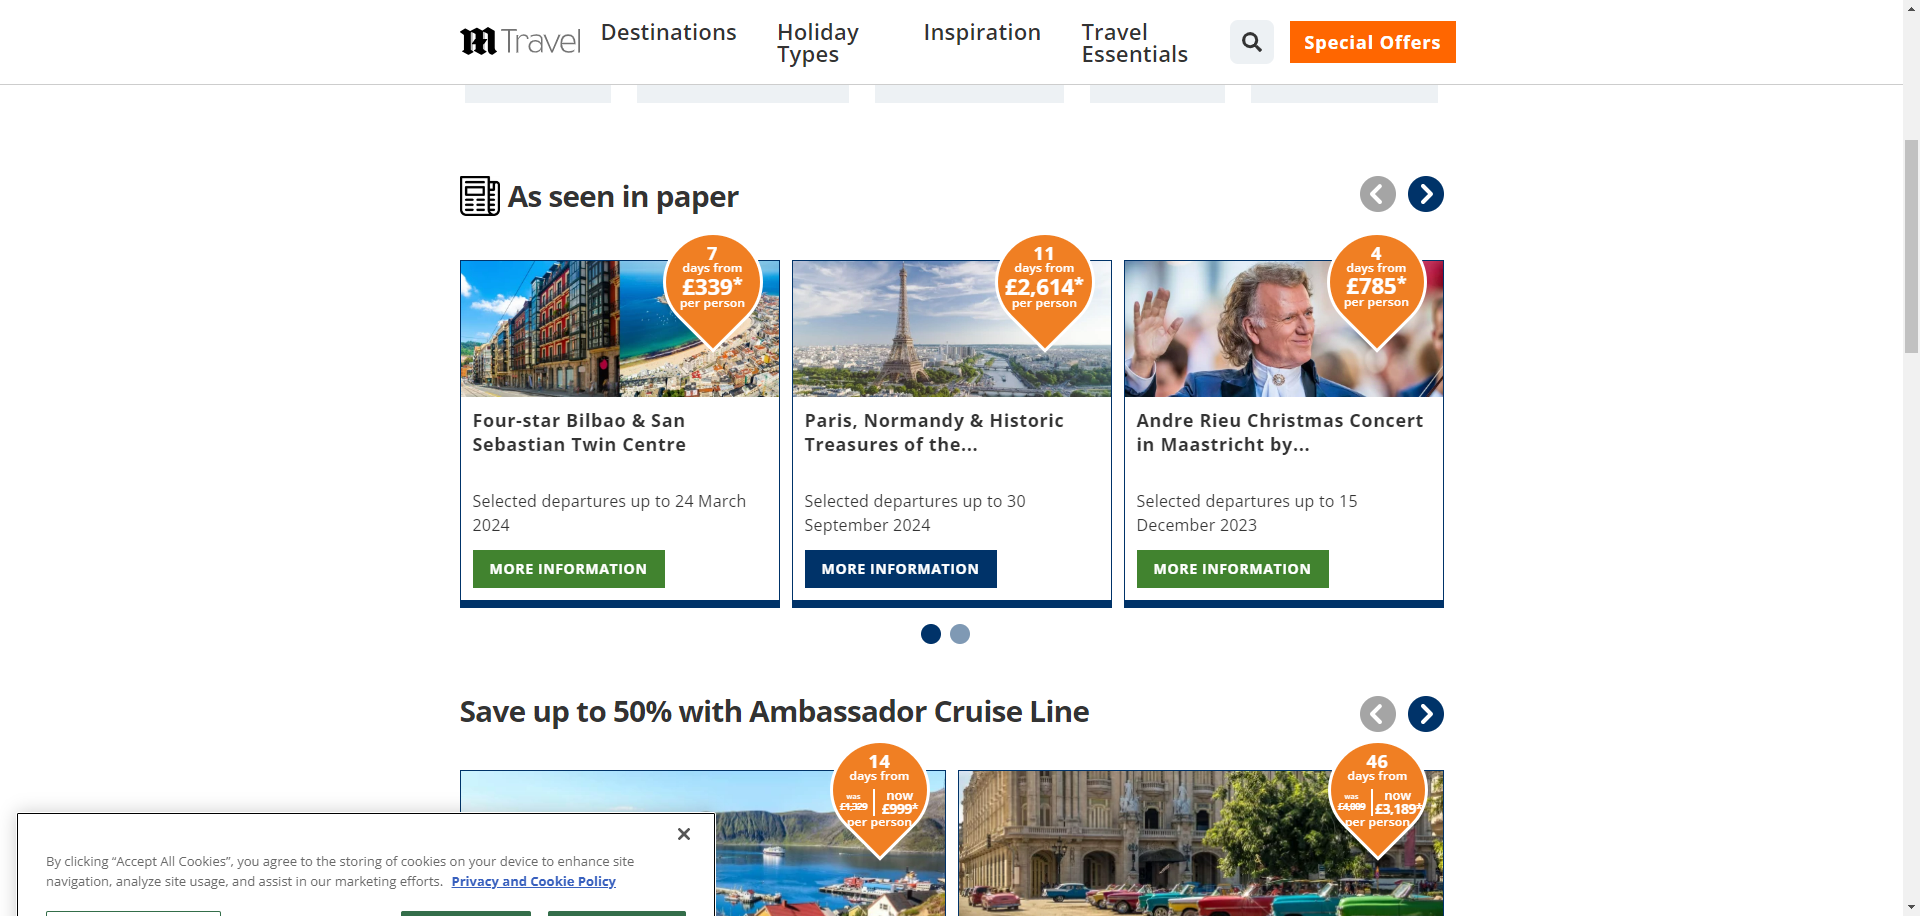 Travel
Destinations
Holiday
Types
Inspiration
Travel
Essentials
Special Offers
As seen in paper
7
days from
£339*
per person
11
days from
£2,614*
per person
4
days from
£785*
per person
Four-star Bilbao & San
Sebastian Twin Centre
Paris, Normandy & Historic
Treasures of the...
Andre Rieu Christmas Concert
in Maastricht by...
Selected departures up to 24 March
2024
Selected departures up to 30
September 2024
Selected departures up to 15
December 2023
MORE INFORMATION
MORE INFORMATION
MORE INFORMATION
Save up to 50% with Ambassador Cruise Line
14
days from
was
£1,329
now
£999*
per person
46
days from
was
now
£3,189*
per person
By clicking “Accept All Cookies”, you agree to the storing of cookies on your device to enhance site
navigation, analyze site usage, and assist in our marketing efforts. Privacy and Cookie Policy